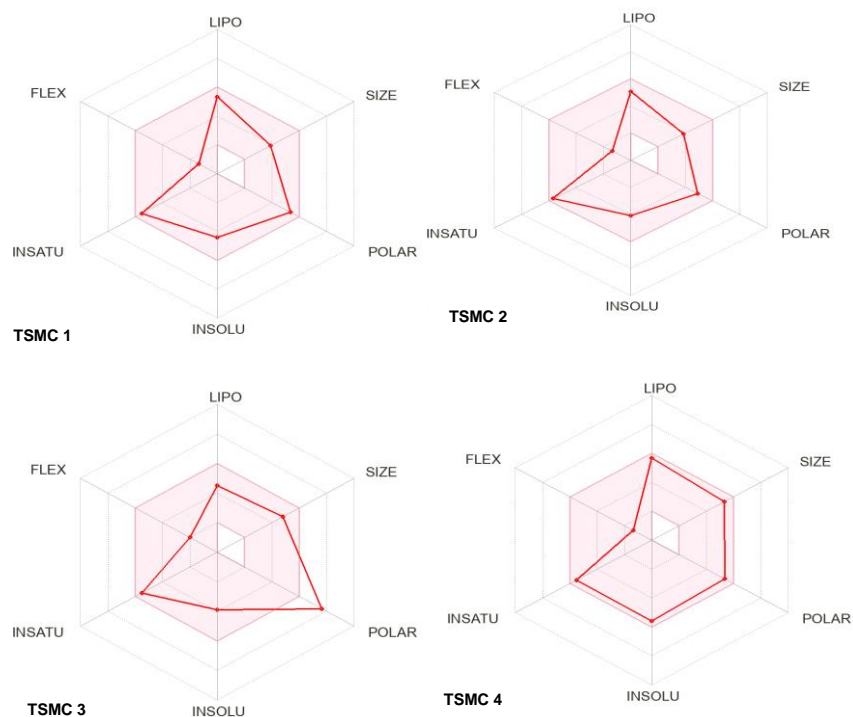 LIPO
FLEX
SIZE
INSATU
POLAR
INSOLU
TSMC 1
LIPO
FLEX
SIZE
INSATU
POLAR
INSOLU
TSMC 2
LIPO
FLEX
SIZE
INSATU
POLAR
INSOLU
TSMC 3
LIPO
FLEX
SIZE
INSATU
POLAR
INSOLU
TSMC 4